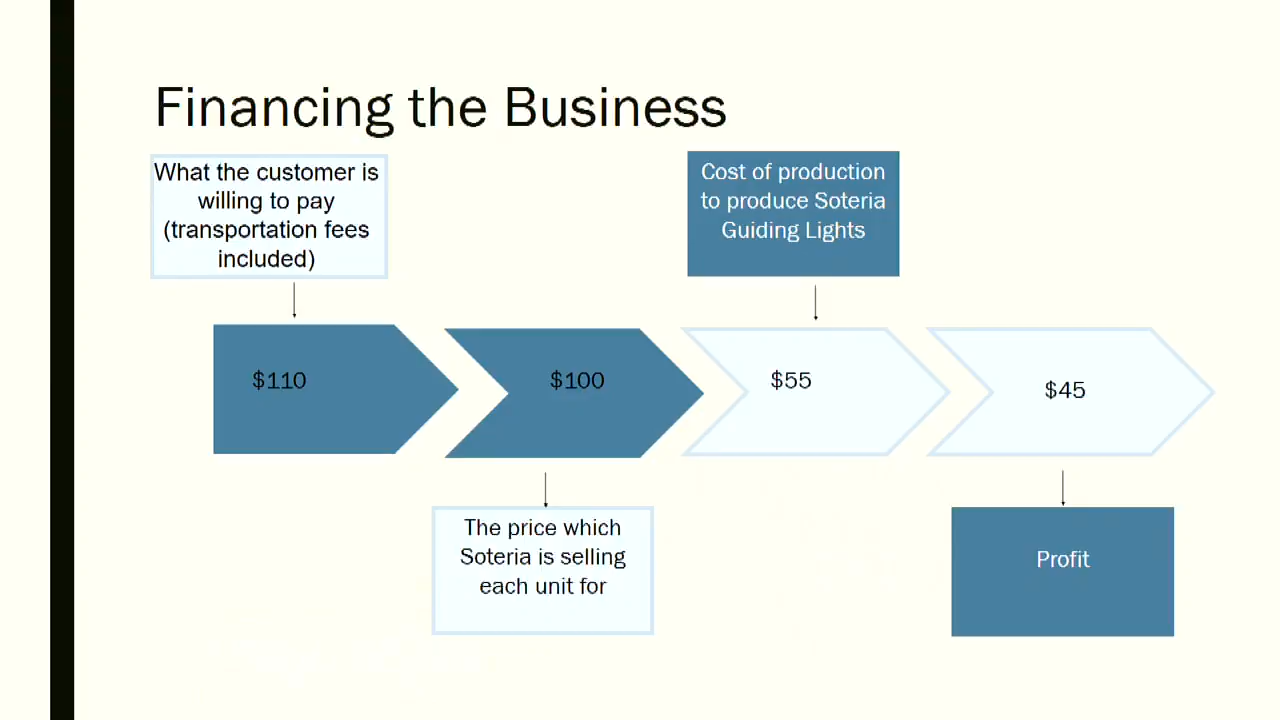 Financing the Business
What the customer is
willing to pay
(transportation fees
included)
Cost of production
to produce Soteria
Guiding Lights
$110
$100
$55
$45
The price which
Soteria is selling
each unit for
Profit